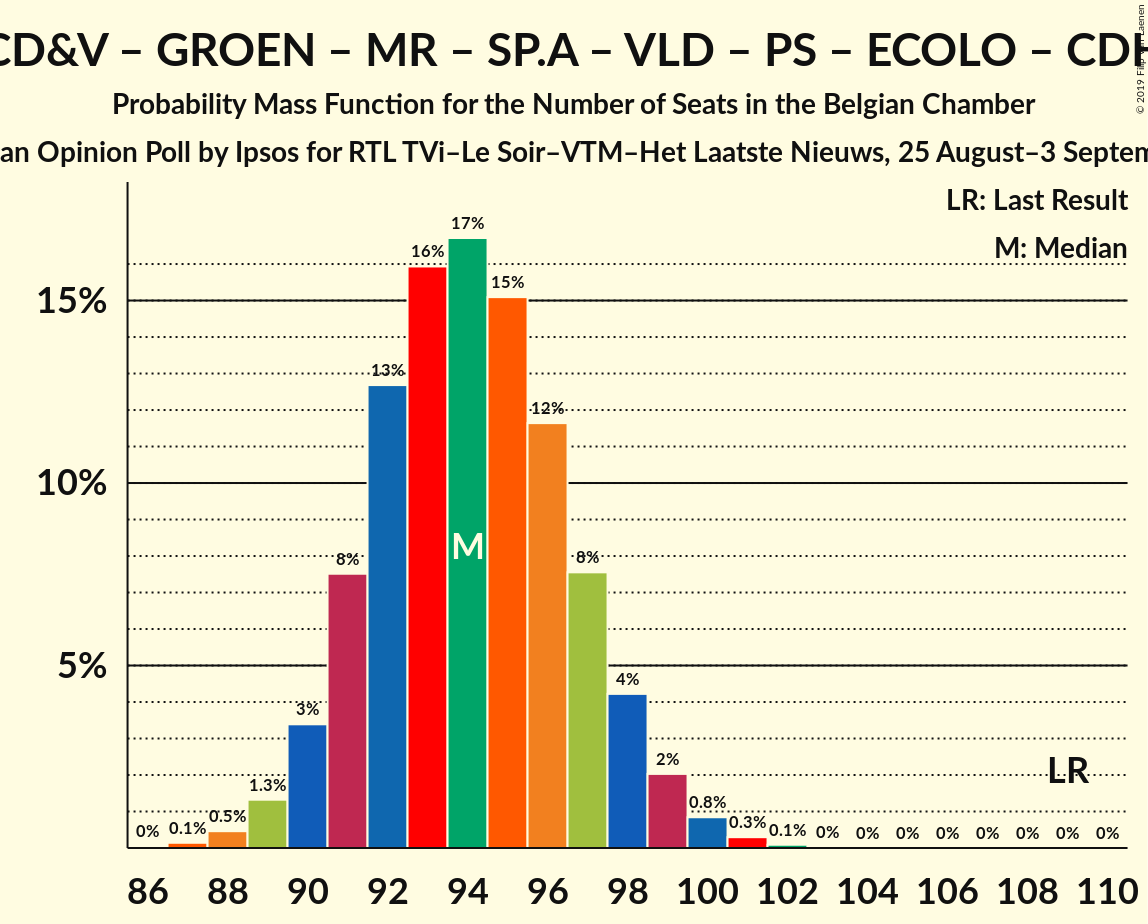 CD&V – GROEN – MR – SP.A – VLD – PS – ECOLO – CDH
Probability Mass Function for the Number of Seats in the Belgian Chamber
an Opinion Poll by Ipsos for RTL TVi–Le Soir–VTM–Het Laatste Nieuws, 25 August–3 Septem
© 2019 Filip van Laenen
LR: Last Result
M: Median
17%
16%
15%
15%
13%
12%
10%
M
8%
8%
5%
4%
3%
2%
LR
1.3%
0.8%
0.5%
0.3%
0% 0.1% 0.1% 0% 0% 0% 0% 0% 0% 0% 0%
86 88 90 92 94 96 98 100 102 104 106 108 110